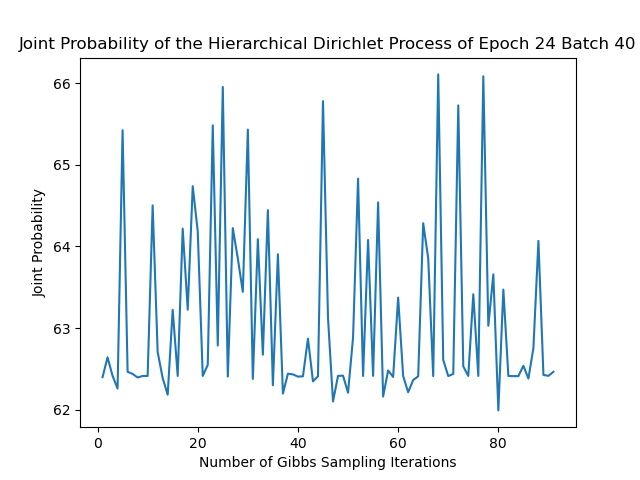 Joint Probability of the Hierarchical Dirichlet Process of Epoch 24 Batch 40
66
65
64
63
62
Joint Probability
0 20 40 60 80
Number of Gibbs Sampling Iterations